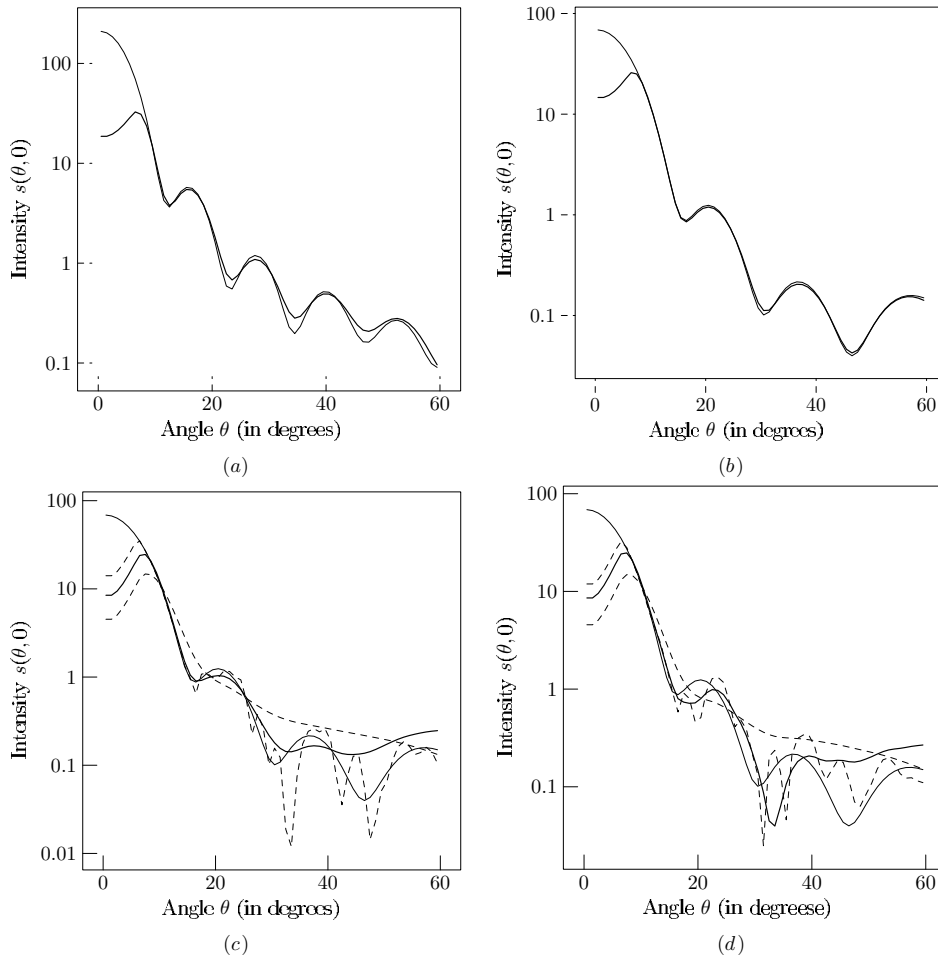 100
10
1
0.1
Intensity s(θ,0)
0
20
40
60
Angle θ (in degrees)
(a)
100
10
1
0.1
Intensity s(θ,0)
0
20
40
60
Angle θ (in degrees)
(b)
100
10
1
0.1
0.01
Intensity s(θ,0)
0
20
40
60
Angle θ (in degrees)
(c)
100
10
1
0.1
Intensity s(θ,0)
0
20
40
60
Angle θ (in degreese)
(d)